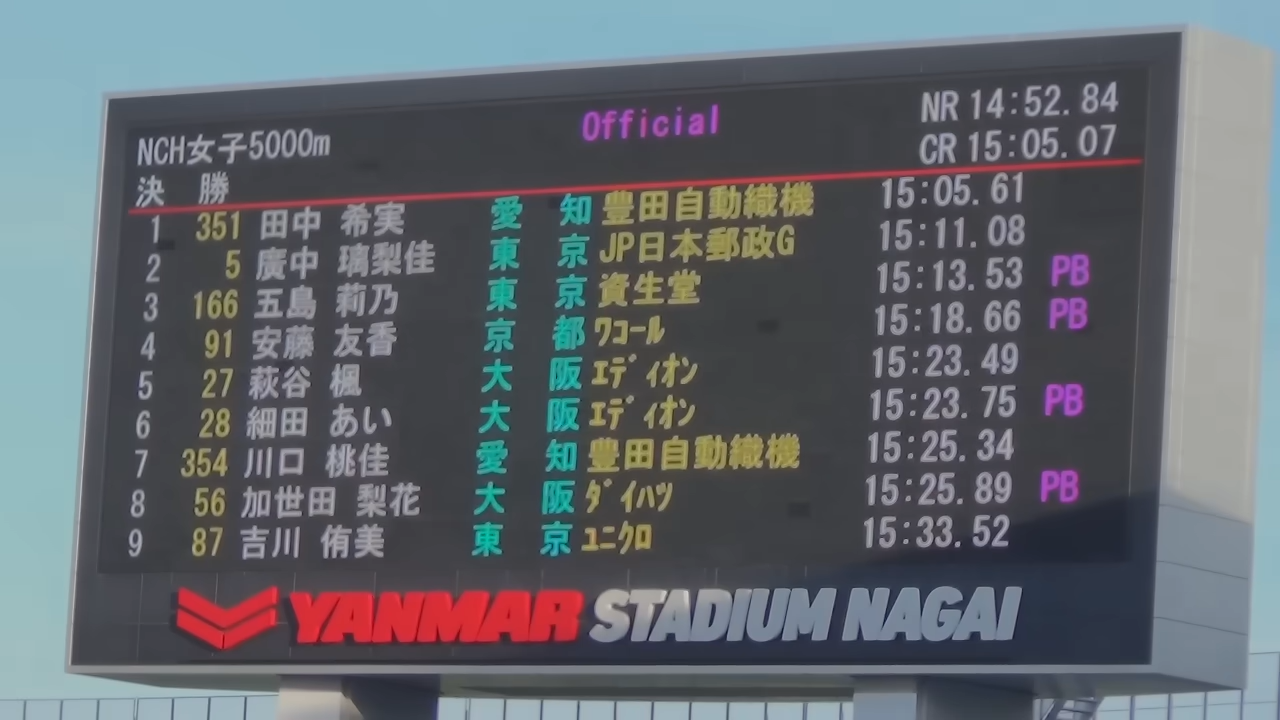 Official
NR 14:52.84
NCH女子5000m
CR 15:05.07
決 勝
1 351 田中 希実 愛 知 豊田自動織機 15:05.61
2 5 廣中 璃梨佳 東 京 JP日本郵政G 15:11.08
3 166 五島 莉乃 東 京 資生堂 15:13.53 PB
4 91 安藤 友香 京 都 ワコール 15:18.66 PB
5 27 萩谷 楓 大 阪 エディオン 15:23.49
6 28 細田 あい 大 阪 エディオン 15:23.75 PB
7 354 川口 桃佳 愛 知 豊田自動織機 15:25.34
8 56 加世田 梨花 大 阪 ダイハツ 15:25.89 PB
9 87 吉川 侑美 東 京 ユニクロ 15:33.52
YANMAR STADIUM NAGAI